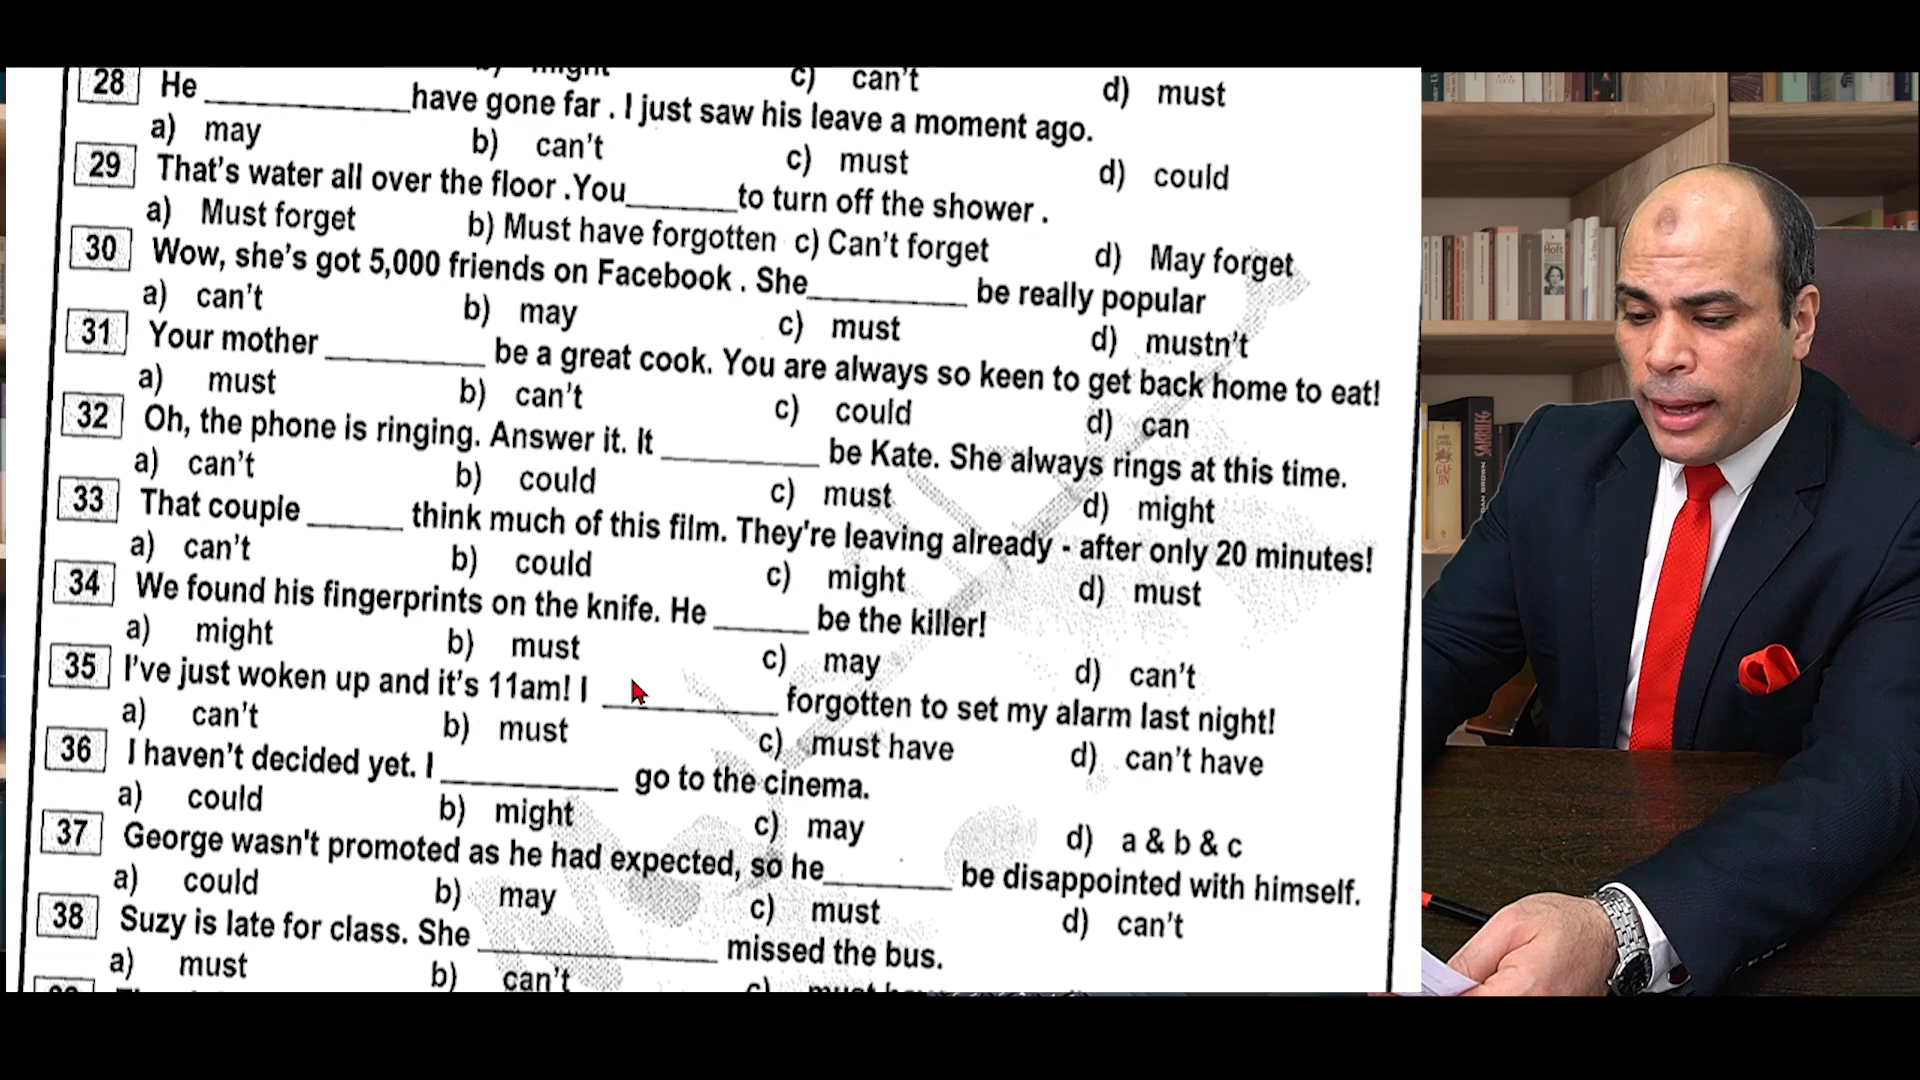 b) might c) can't d) must
28 He ____________have gone far . I just saw his leave a moment ago.
a) may b) can't c) must d) could
29 That's water all over the floor .You_______to turn off the shower .
a) Must forget b) Must have forgotten c) Can't forget d) May forget
30 Wow, she's got 5,000 friends on Facebook . She__________ be really popular
a) can't b) may c) must d) mustn't
31 Your mother __________ be a great cook. You are always so keen to get back home to eat!
a) must b) can't c) could d) can
32 Oh, the phone is ringing. Answer it. It __________ be Kate. She always rings at this time.
a) can't b) could c) must d) might
33 That couple ______ think much of this film. They're leaving already - after only 20 minutes!
a) can't b) could c) might d) must
34 We found his fingerprints on the knife. He ______ be the killer!
a) might b) must c) may d) can't
35 I've just woken up and it's 11am! I ___________ forgotten to set my alarm last night!
a) can't b) must c) must have d) can't have
36 I haven't decided yet. I ___________ go to the cinema.
a) could b) might c) may d) a & b & c
37 George wasn't promoted as he had expected, so he________ be disappointed with himself.
a) could b) may c) must d) can't
38 Suzy is late for class. She _______________ missed the bus.
a) must b) can't c)